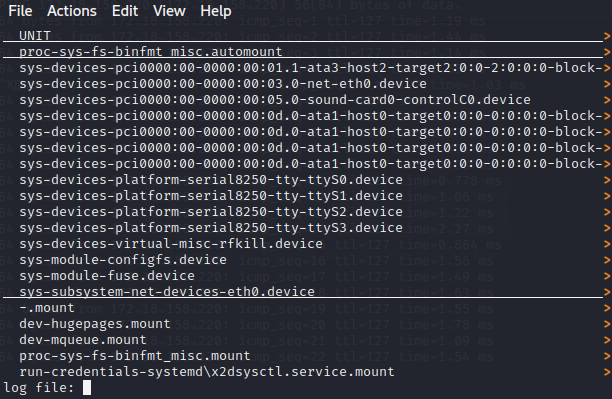 File Actions Edit View Help
UNIT
proc-sys-fs-binfmt_misc.automount
sys-devices-pci0000:00-0000:00:01.1-ata3-host2-target2:0:0-2:0:0:0-block->
sys-devices-pci0000:00-0000:00:03.0-net-eth0.device
sys-devices-pci0000:00-0000:00:05.0-sound-card0-controlC0.device
sys-devices-pci0000:00-0000:00:0d.0-ata1-host0-target0:0:0-0:0:0:0-block->
sys-devices-pci0000:00-0000:00:0d.0-ata1-host0-target0:0:0-0:0:0:0-block->
sys-devices-pci0000:00-0000:00:0d.0-ata1-host0-target0:0:0-0:0:0:0-block->
sys-devices-pci0000:00-0000:00:0d.0-ata1-host0-target0:0:0-0:0:0:0-block->
sys-devices-platform-serial8250-tty-ttyS0.device >
sys-devices-platform-serial8250-tty-ttyS1.device >
sys-devices-platform-serial8250-tty-ttyS2.device >
sys-devices-platform-serial8250-tty-ttyS3.device >
sys-devices-virtual-misc-rfkill.device >
sys-module-configfs.device >
sys-module-fuse.device >
sys-subsystem-net-devices-eth0.device >
-.mount >
dev-hugepages.mount >
dev-mqueue.mount >
proc-sys-fs-binfmt_misc.mount >
run-credentials-systemd\x2dsysctl.service.mount >
log file: